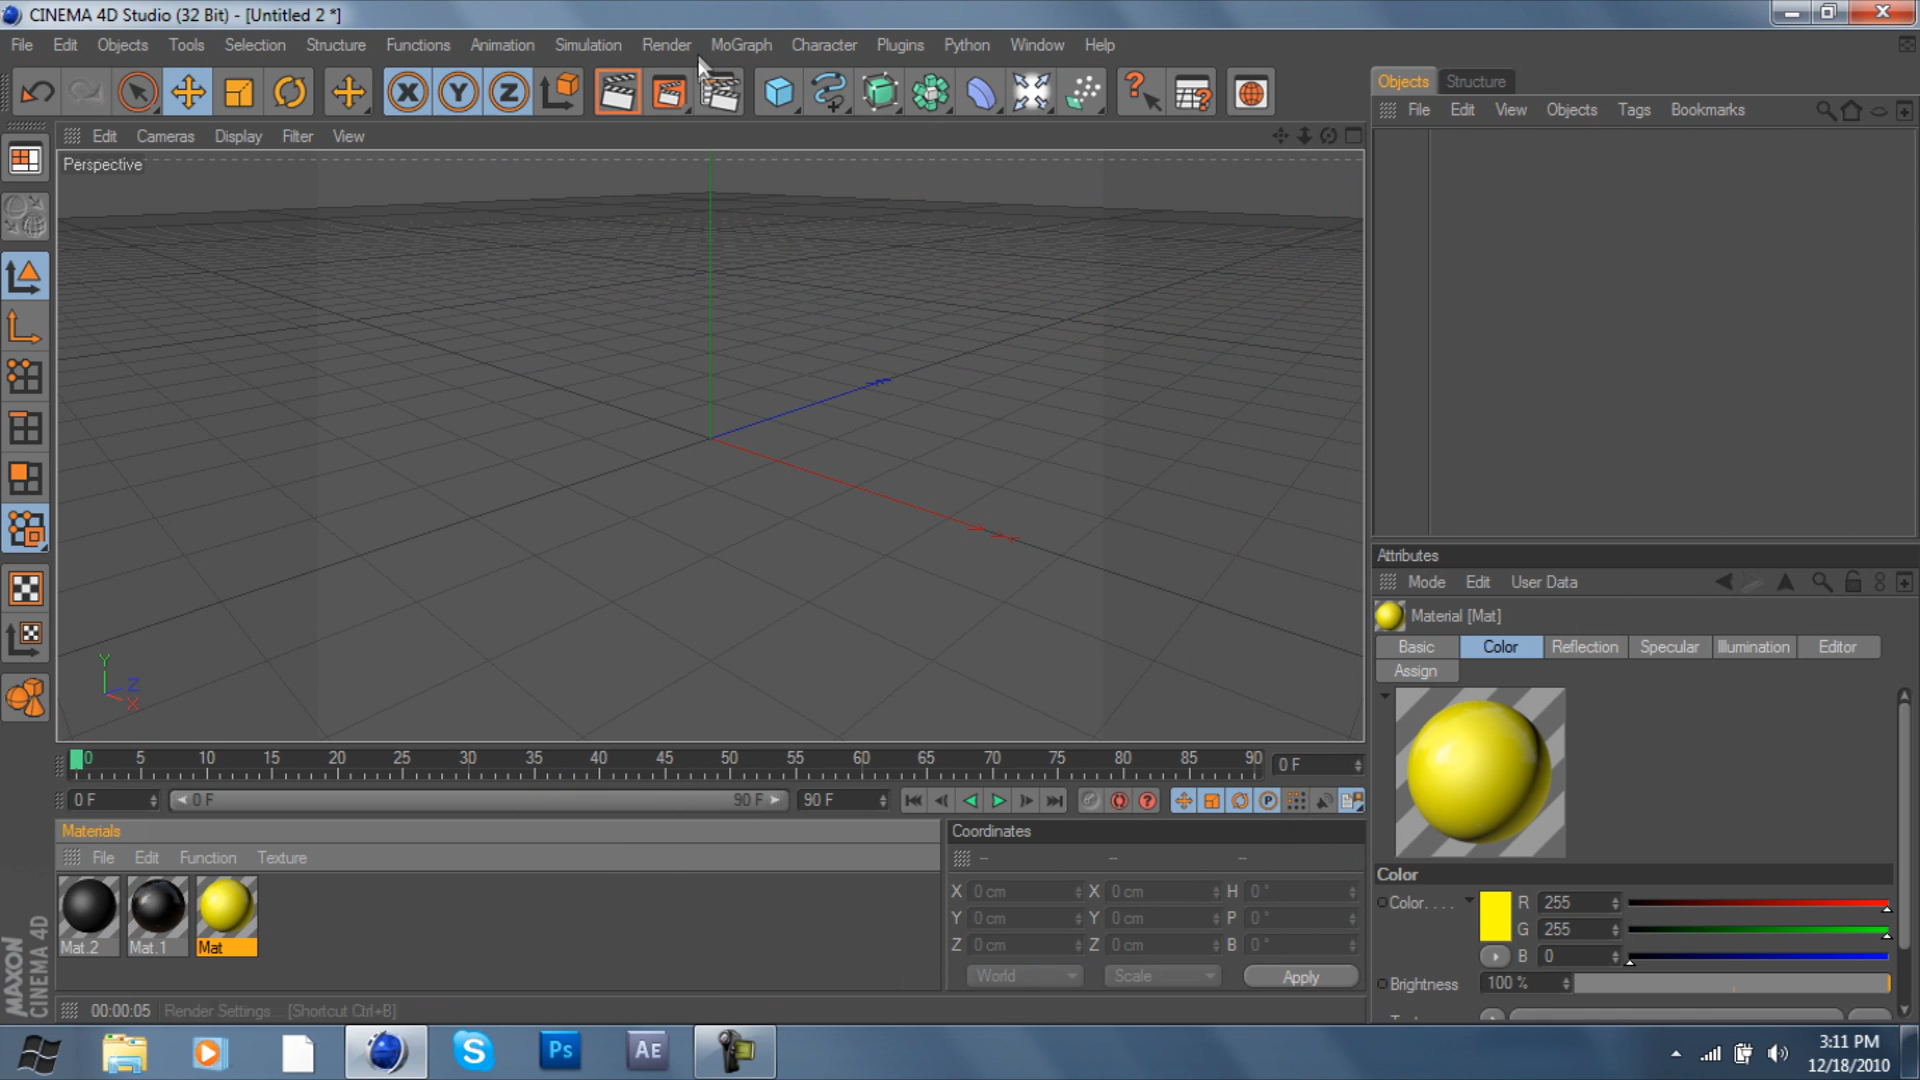 CINEMA 4D Studio (32 Bit) - [Untitled 2 *]
File Edit Objects Tools Selection Structure Functions Animation Simulation Render MoGraph Character Plugins Python Window Help
X Y Z
Objects Structure
File Edit View Objects Tags Bookmarks
Edit Cameras Display Filter View
Perspective
Y
Z
X
Attributes
Mode Edit User Data
Material [Mat]
Basic Color Reflection Specular Illumination Editor
Assign
0 5 10 15 20 25 30 35 40 45 50 55 60 65 70 75 80 85 90 0 F
0 F 0 F 90 F 90 F
Materials
File Edit Function Texture
Mat.2 Mat.1 Mat
Coordinates
-- -- --
X 0 cm X 0 cm H 0 °
Y 0 cm Y 0 cm P 0 °
Z 0 cm Z 0 cm B 0 °
World Scale Apply
Color
Color. . . . R 255
G 255
B 0
Brightness 100 %
MAXON
CINEMA 4D
00:00:05 Render Settings... [Shortcut Ctrl+B]
Ps AE
3:11 PM
12/18/2010